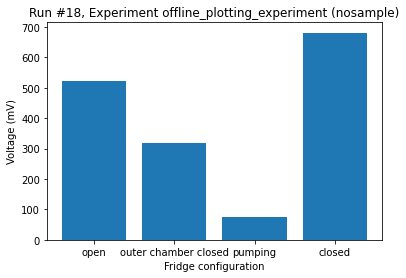 Run #18, Experiment offline_plotting_experiment (nosample)
700
600
500
400
300
200
100
0
Voltage (mV)
open outer chamber closed pumping closed
Fridge configuration